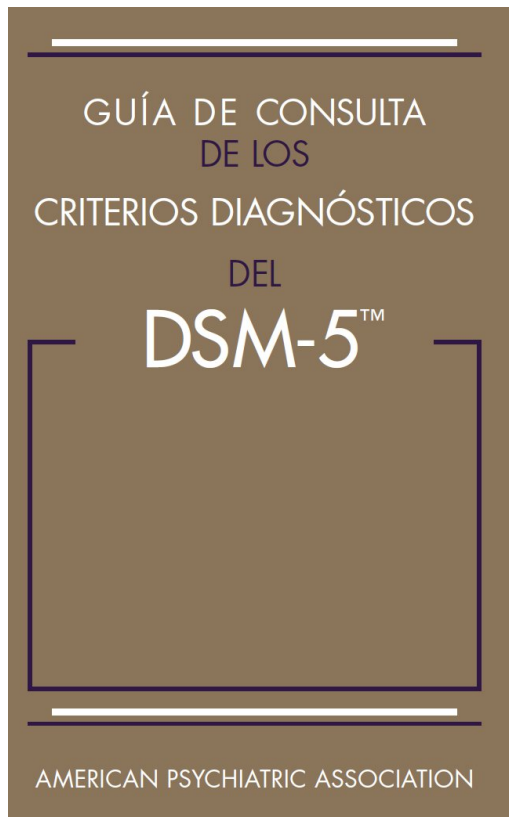 GUÍA DE CONSULTA
DE LOS
CRITERIOS DIAGNÓSTICOS
DEL
DSM-5™
AMERICAN PSYCHIATRIC ASSOCIATION